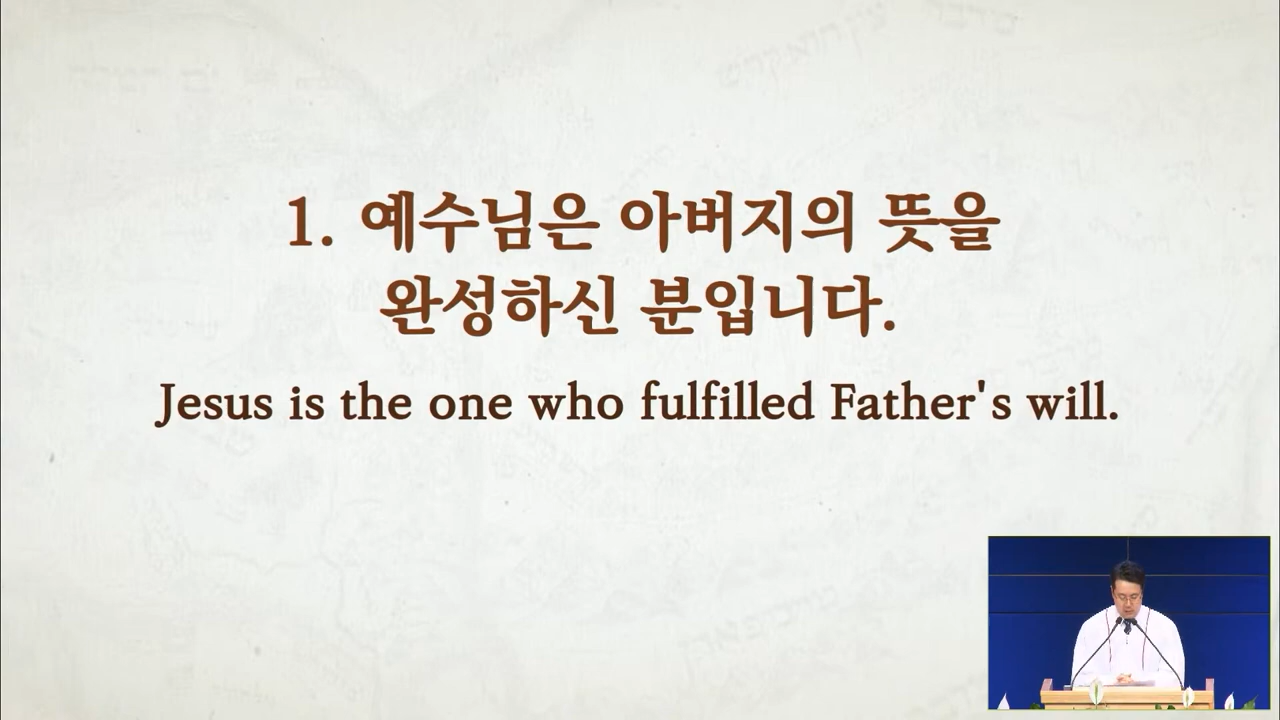 1. 예수님은 아버지의 뜻을
완성하신 분입니다.
Jesus is the one who fulfilled Father's will.